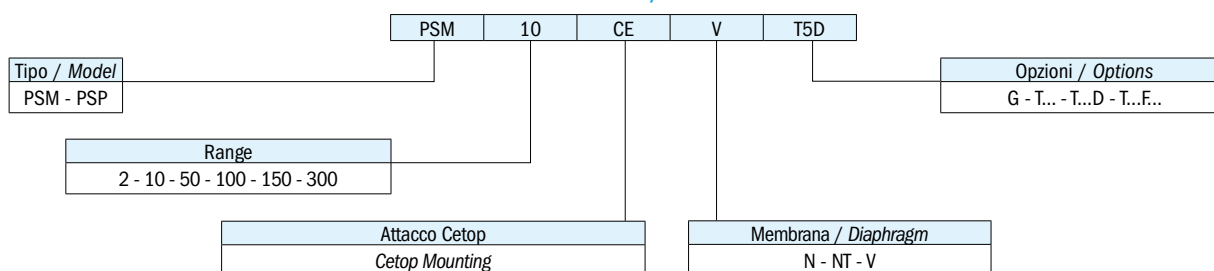 PSM 10 CE V T5D
Tipo / Model
PSM - PSP
Opzioni / Options
G - T... - T...D - T...F...
Range
2 - 10 - 50 - 100 - 150 - 300
Attacco Cetop
Cetop Mounting
Membrana / Diaphragm
N - NT - V